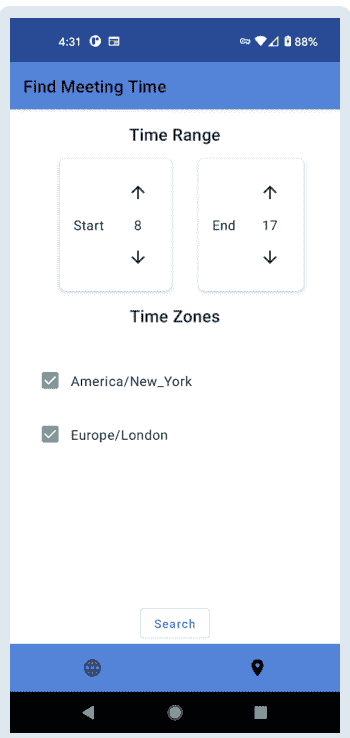 4:31 88%
Find Meeting Time
Time Range
Start 8 End 17
Time Zones
America/New_York
Europe/London
Search